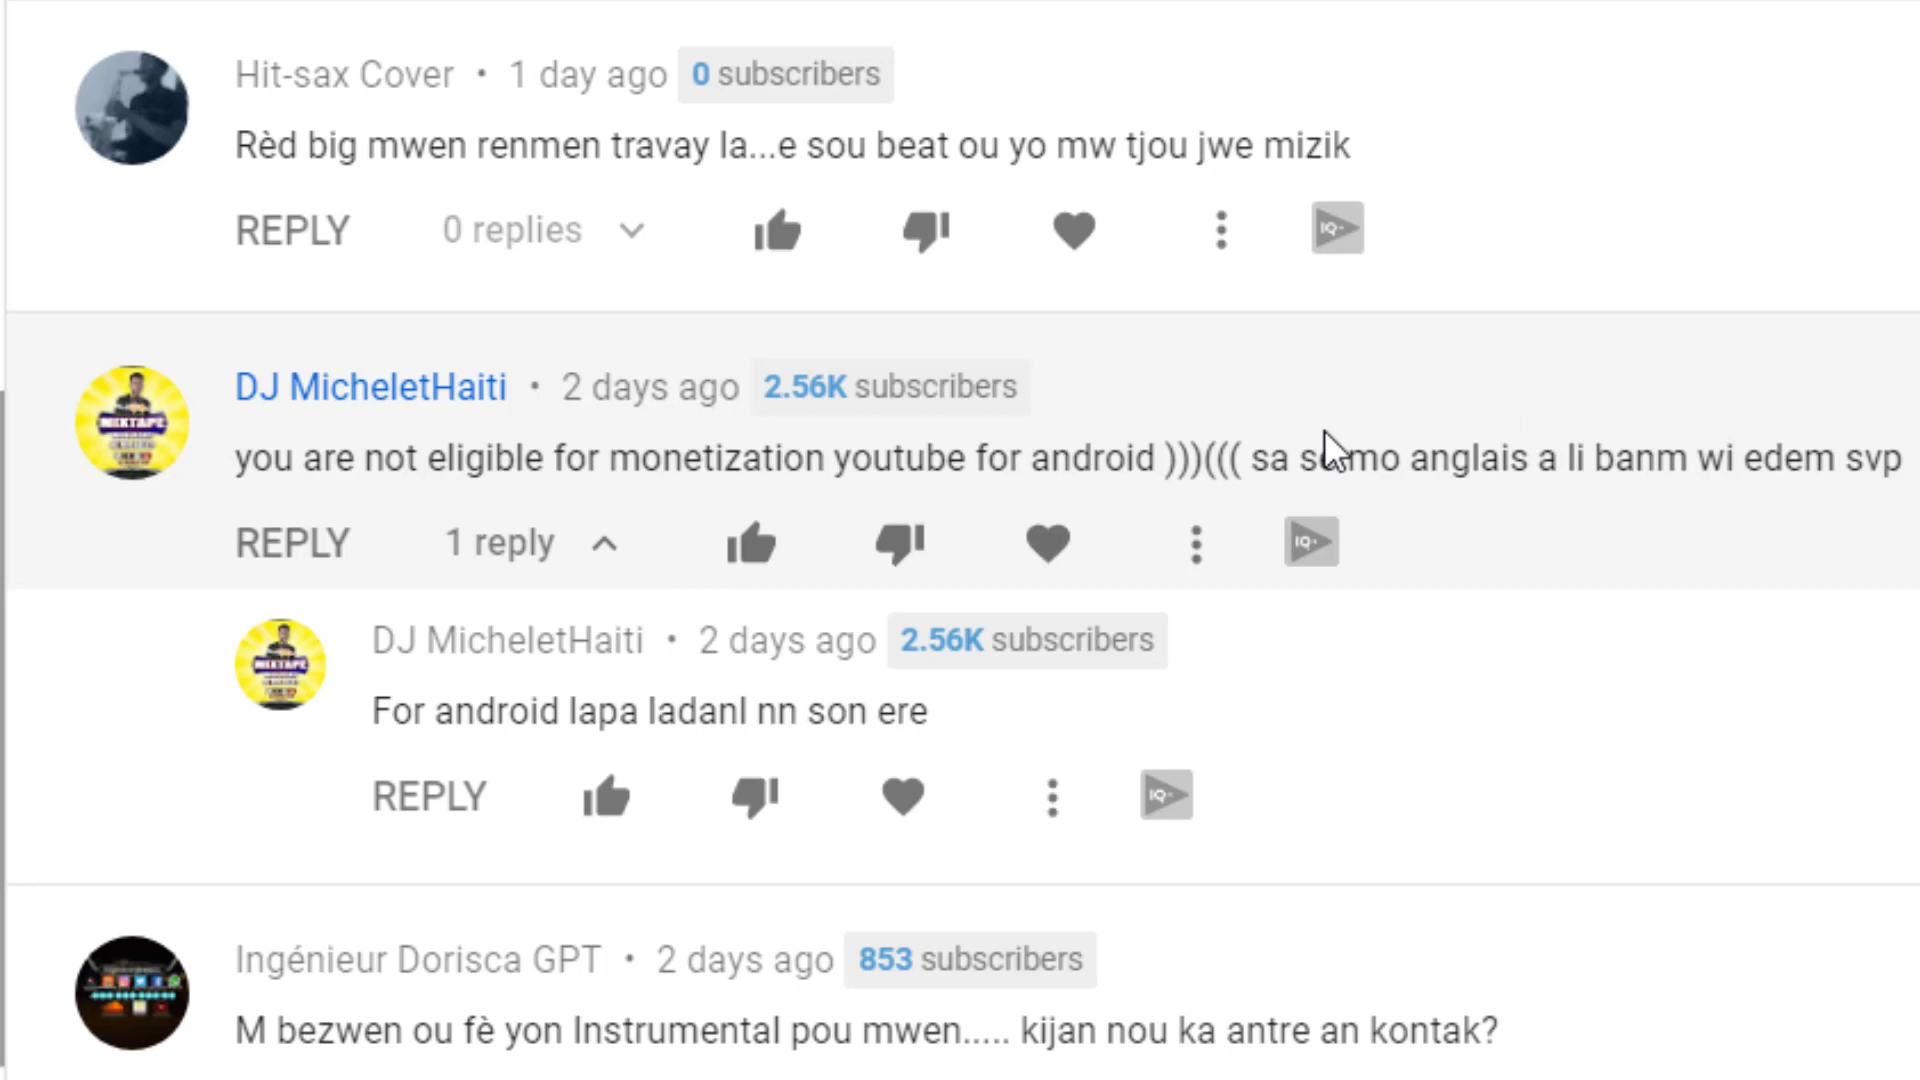 Hit-sax Cover • 1 day ago 0 subscribers
Rèd big mwen renmen travay la...e sou beat ou yo mw tjou jwe mizik
REPLY 0 replies
DJ MicheletHaiti • 2 days ago 2.56K subscribers
you are not eligible for monetization youtube for android )))((( sa anglais a li banm wi edem svp
REPLY 1 reply
MIXTAPE
DJ MicheletHaiti • 2 days ago 2.56K subscribers
For android lapa ladanl nn son ere
REPLY
MIXTAPE
Ingénieur Dorisca GPT • 2 days ago 853 subscribers
M bezwen ou fè yon Instrumental pou mwen..... kijan nou ka antre an kontak?